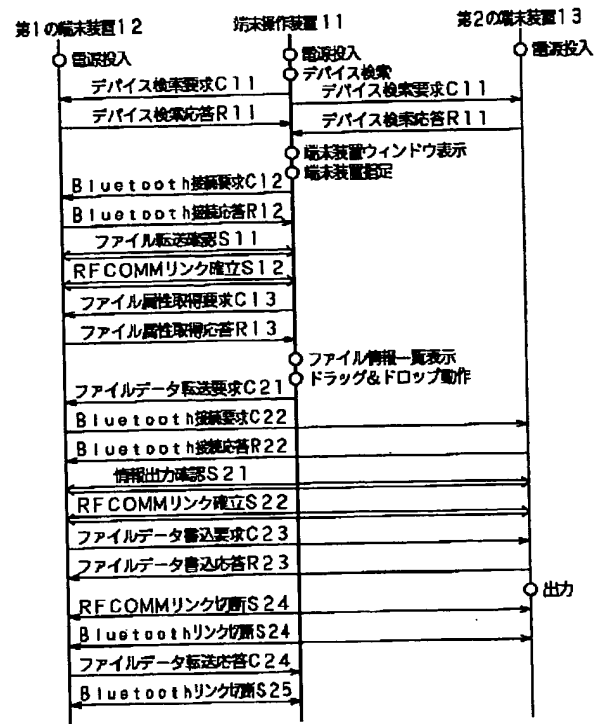 第1の端末装置12
端末操作装置11
第2の端末装置13
電源投入
電源投入
電源投入
デバイス検索
デバイス検索要求C11
デバイス検索要求C11
デバイス検索応答R11
デバイス検索応答R11
端末装置ウィンドウ表示
端末装置指定
Bluetooth接続要求C12
Bluetooth接続応答R12
ファイル転送確認S11
RFCOMMリンク確立S12
ファイル属性取得要求C13
ファイル属性取得応答R13
ファイル情報一覧表示
ドラッグ&ドロップ動作
ファイルデータ転送要求C21
Bluetooth接続要求C22
Bluetooth接続応答R22
情報出力確認S21
RFCOMMリンク確立S22
ファイルデータ書込要求C23
ファイルデータ書込応答R23
出力
RFCOMMリンク切断S24
Bluetoothリンク切断S24
ファイルデータ転送応答C24
Bluetoothリンク切断S25